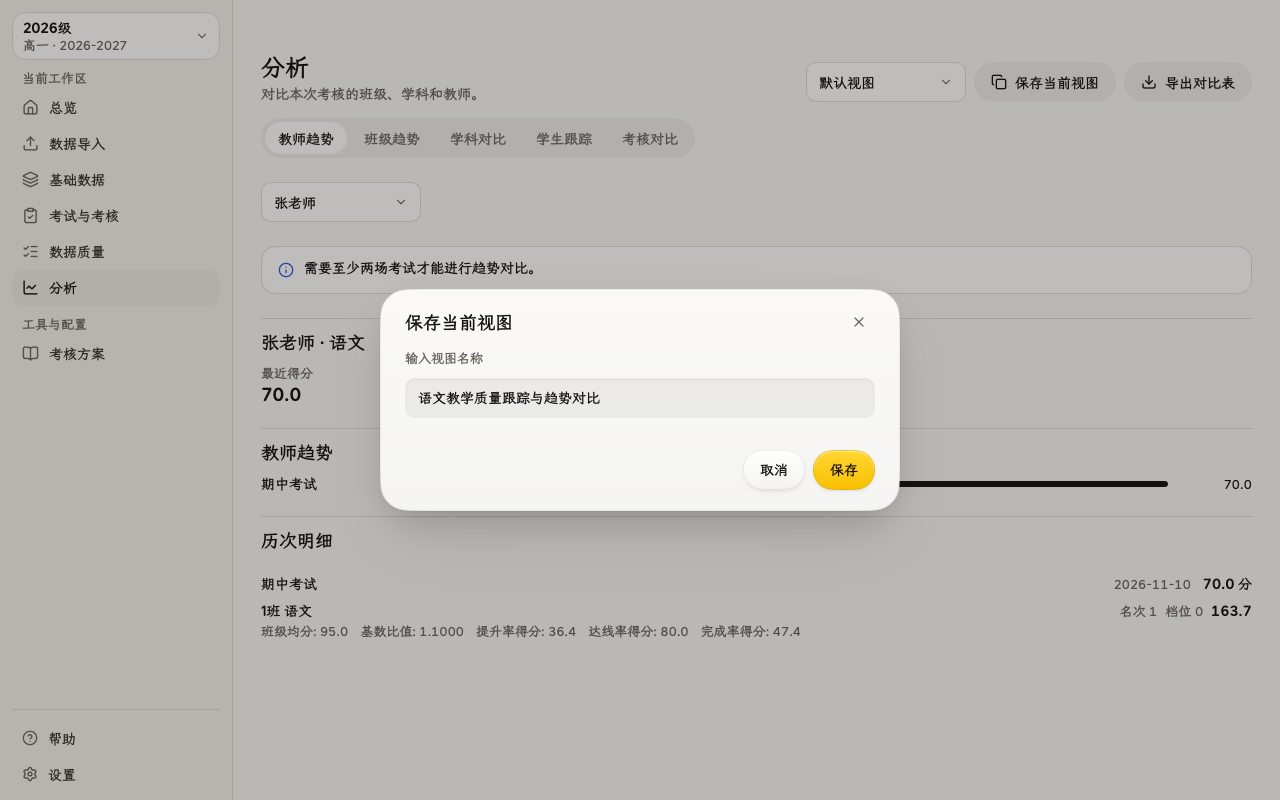 2026级
高一 · 2026-2027
当前工作区
总览
数据导入
基础数据
考试与考核
数据质量
分析
工具与配置
考核方案
帮助
设置
分析
对比本次考核的班级、学科和教师。
默认视图
保存当前视图
导出对比表
教师趋势
班级趋势
学科对比
学生跟踪
考核对比
张老师
需要至少两场考试才能进行趋势对比。
张老师 · 语文
最近得分
70.0
保存当前视图
输入视图名称
语文教学质量跟踪与趋势对比
取消
保存
教师趋势
期中考试
70.0
历次明细
期中考试
2026-11-10 70.0 分
1班 语文
名次 1 档位 0 163.7
班级均分: 95.0 基数比值: 1.1000 提升率得分: 36.4 达线率得分: 80.0 完成率得分: 47.4